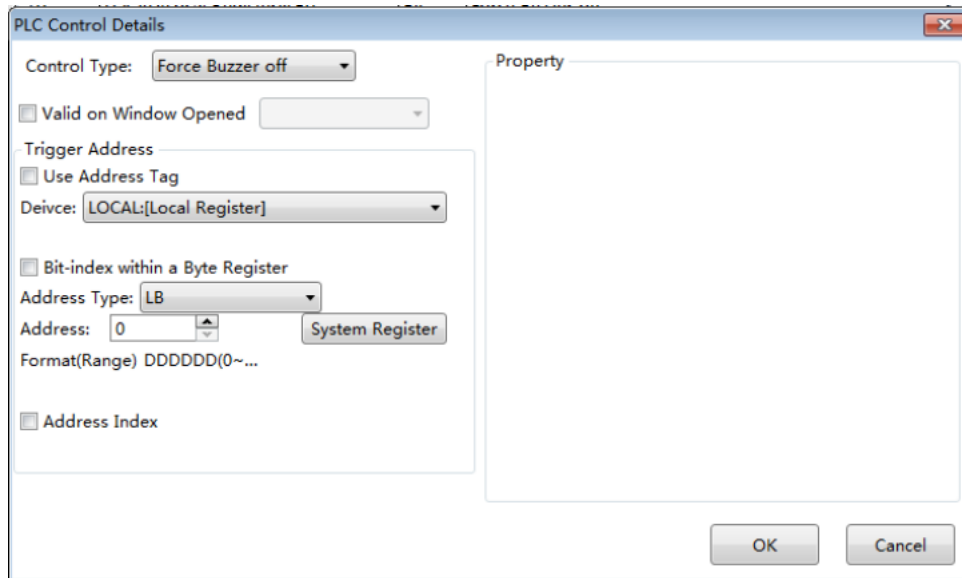 PLC Control Details
Control Type: Force Buzzer off
Valid on Window Opened
Trigger Address
Use Address Tag
Deivce: LOCAL:[Local Register]
Bit-index within a Byte Register
Address Type: LB
Address: 0 System Register
Format(Range) DDDDDD(0~...
Address Index
Property
OK Cancel